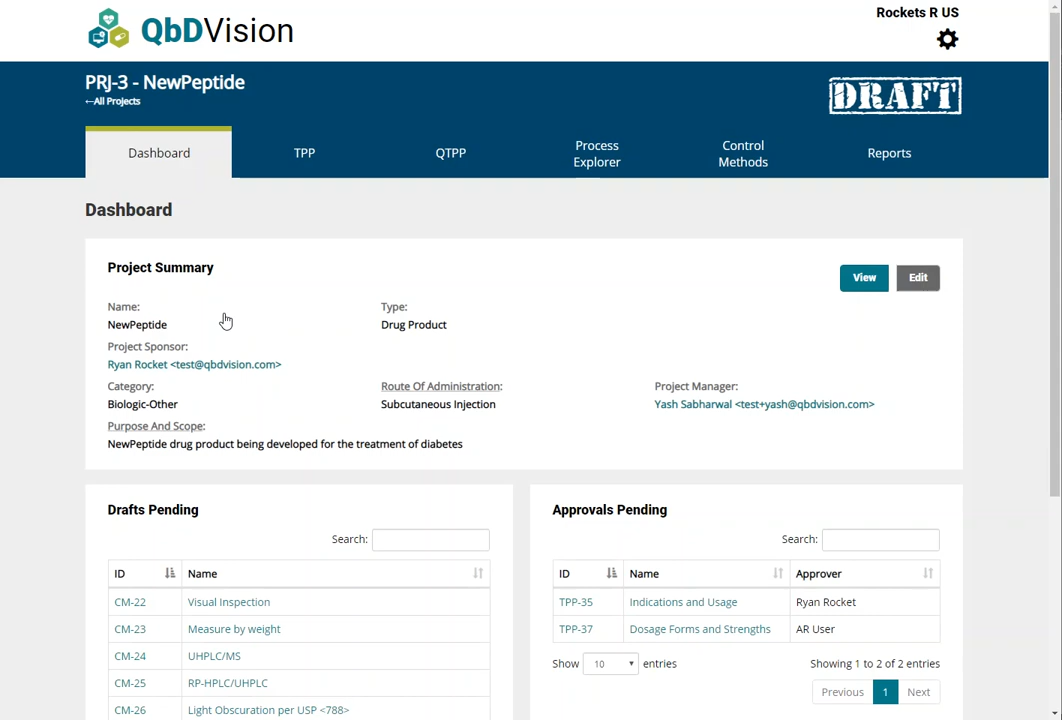 QbDVision
Rockets R US
PRJ-3 - NewPeptide
←All Projects
DRAFT
Dashboard
TPP
QTPP
Process
Explorer
Control
Methods
Reports
Dashboard
Project Summary
View
Edit
Name:
Type:
NewPeptide
Drug Product
Project Sponsor:
Ryan Rocket <test@qbdvision.com>
Category:
Route Of Administration:
Project Manager:
Biologic-Other
Subcutaneous Injection
Yash Sabharwal <test+yash@qbdvision.com>
Purpose And Scope:
NewPeptide drug product being developed for the treatment of diabetes
Drafts Pending
Search:
ID Name
CM-22 Visual Inspection
CM-23 Measure by weight
CM-24 UHPLC/MS
CM-25 RP-HPLC/UHPLC
CM-26 Light Obscuration per USP <788>
Approvals Pending
Search:
ID Name Approver
TPP-35 Indications and Usage Ryan Rocket
TPP-37 Dosage Forms and Strengths AR User
Show 10 entries
Showing 1 to 2 of 2 entries
Previous 1 Next